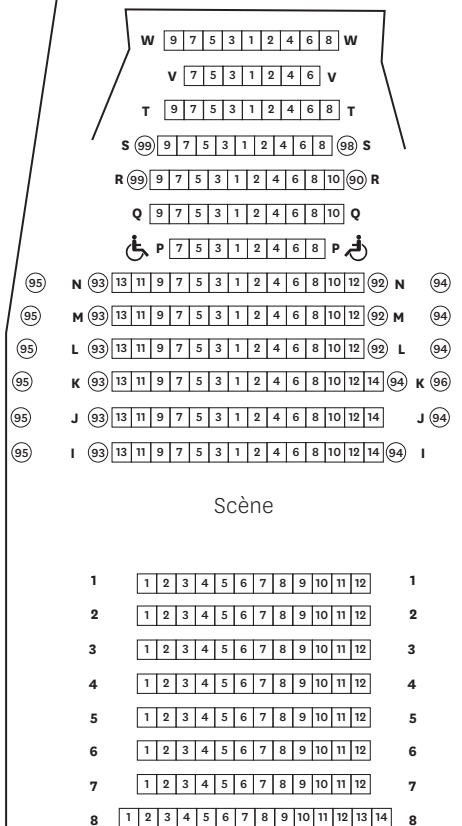 W 9 7 5 3 1 2 4 6 8 W
V 7 5 3 1 2 4 6 V
T 9 7 5 3 1 2 4 6 8 T
S 99 9 7 5 3 1 2 4 6 8 98 S
R 99 9 7 5 3 1 2 4 6 8 10 90 R
Q 9 7 5 3 1 2 4 6 8 10 Q
P 7 5 3 1 2 4 6 8 P
95 N 93 13 11 9 7 5 3 1 2 4 6 8 10 12 92 N 94
95 M 93 13 11 9 7 5 3 1 2 4 6 8 10 12 92 M 94
95 L 93 13 11 9 7 5 3 1 2 4 6 8 10 12 92 L 94
95 K 93 13 11 9 7 5 3 1 2 4 6 8 10 12 14 94 K 96
95 J 93 13 11 9 7 5 3 1 2 4 6 8 10 12 14 J 94
95 I 93 13 11 9 7 5 3 1 2 4 6 8 10 12 14 94 I
Scène
1 1 2 3 4 5 6 7 8 9 10 11 12 1
2 1 2 3 4 5 6 7 8 9 10 11 12 2
3 1 2 3 4 5 6 7 8 9 10 11 12 3
4 1 2 3 4 5 6 7 8 9 10 11 12 4
5 1 2 3 4 5 6 7 8 9 10 11 12 5
6 1 2 3 4 5 6 7 8 9 10 11 12 6
7 1 2 3 4 5 6 7 8 9 10 11 12 7
8 1 2 3 4 5 6 7 8 9 10 11 12 13 14 8